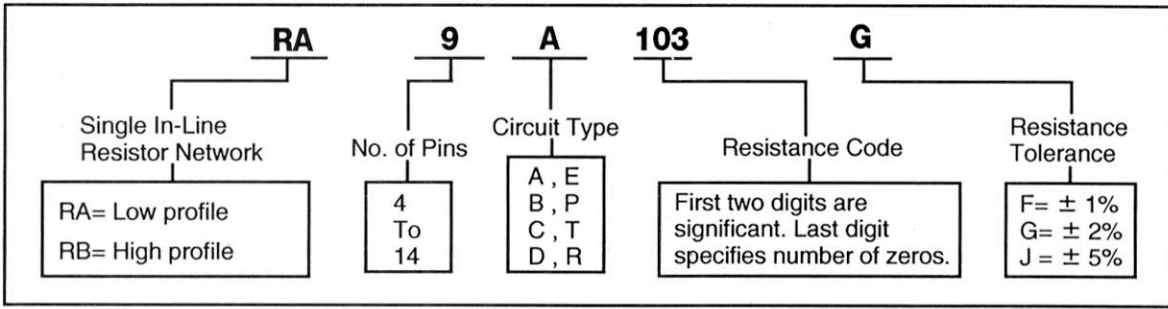 RA 9 A 103 G
Single In-Line
Resistor Network
RA= Low profile
RB= High profile
No. of Pins
4
To
14
Circuit Type
A , E
B , P
C , T
D , R
Resistance Code
First two digits are
significant. Last digit
specifies number of zeros.
Resistance
Tolerance
F= ± 1%
G= ± 2%
J = ± 5%